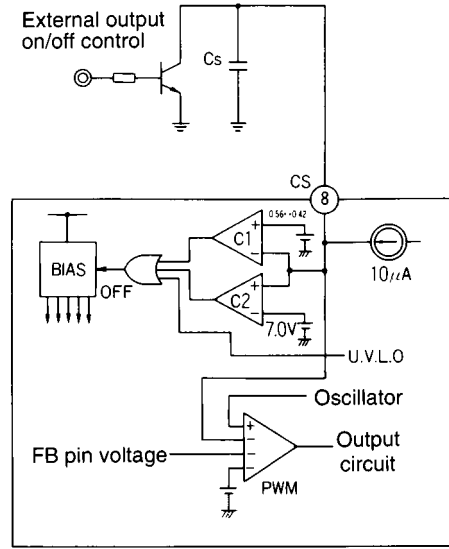 External output
on/off control
Cs
CS
8
0.56↔0.42
C1
BIAS
OFF
C2
7.0V
10μA
U.V.L.O
Oscillator
FB pin voltage
Output
circuit
PWM